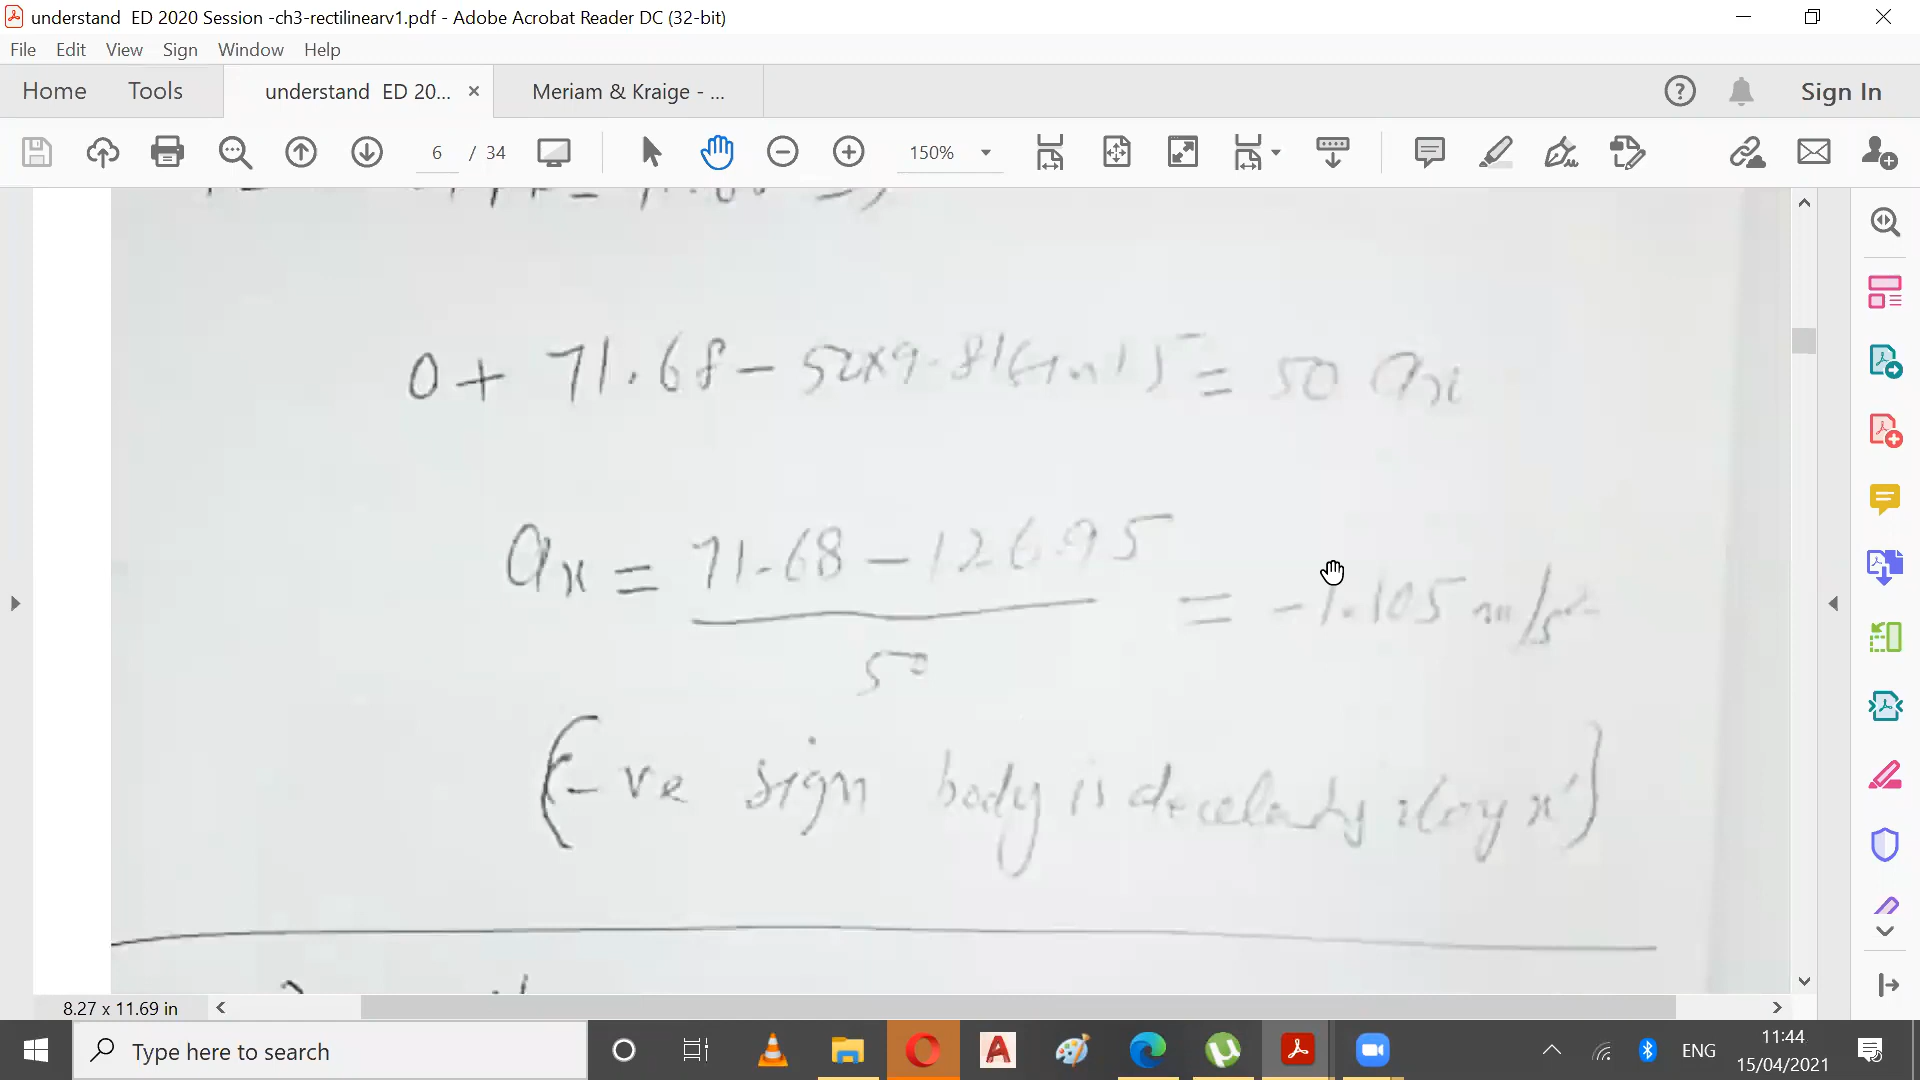 understand ED 2020 Session -ch3-rectilinearv1.pdf - Adobe Acrobat Reader DC (32-bit)
File Edit View Sign Window Help
Home Tools understand ED 20... × Meriam & Kraige - ... Sign In
6 / 34 150%
0 + 71.68 - 50x9.81 sin15 = 50 ax
ax = 71.68 - 126.95 / 50 = -1.105 m/s²
(-ve sign body is decelerating along x)
8.27 x 11.69 in
Type here to search
ENG
11:44
15/04/2021